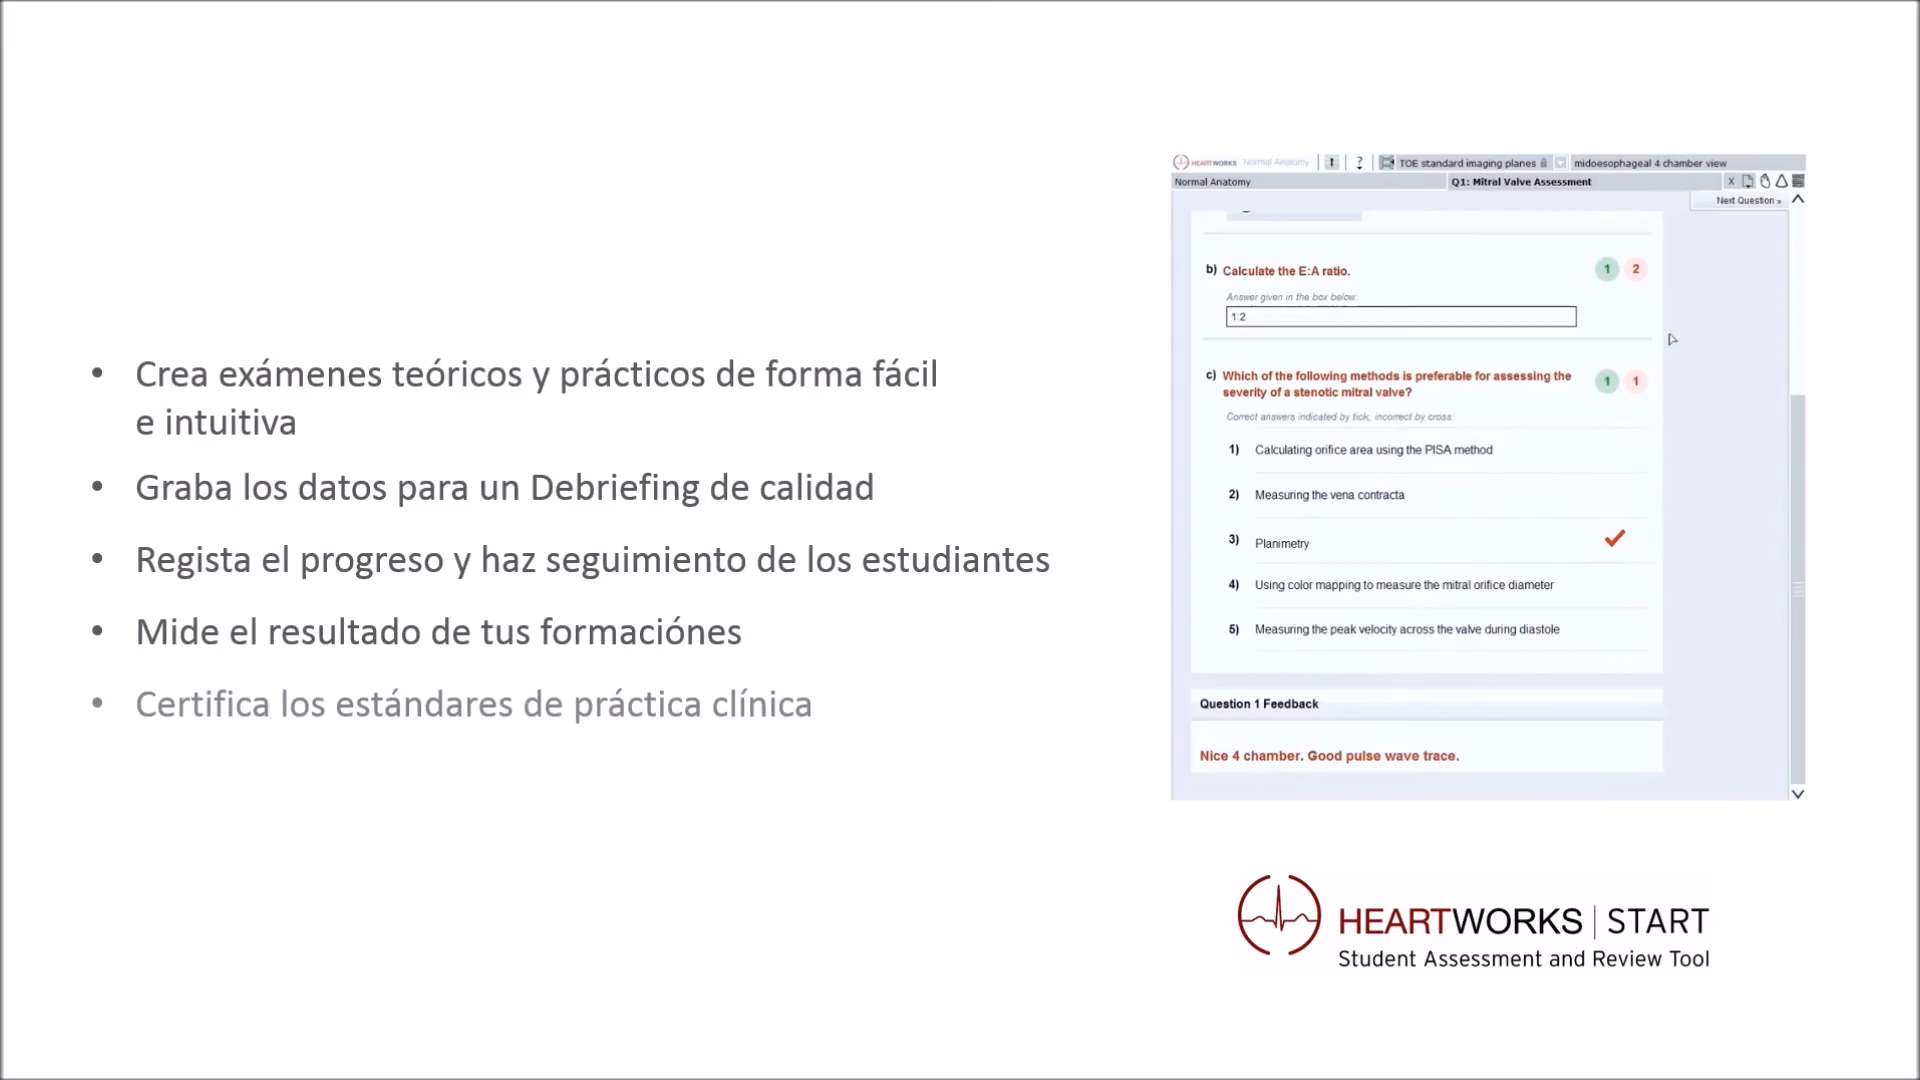 • Crea exámenes teóricos y prácticos de forma fácil
e intuitiva
• Graba los datos para un Debriefing de calidad
• Regista el progreso y haz seguimiento de los estudiantes
• Mide el resultado de tus formaciónes
• Certifica los estándares de práctica clínica
HEARTWORKS Normal Anatomy ? TOE standard imaging planes midoesophageal 4 chamber view
Normal Anatomy Q1: Mitral Valve Assessment X
Next Question »
b) Calculate the E:A ratio. 1 2
Answer given in the box below:
1:2
c) Which of the following methods is preferable for assessing the 1 1
severity of a stenotic mitral valve?
Correct answers indicated by tick, incorrect by cross:
1) Calculating orifice area using the PISA method
2) Measuring the vena contracta
3) Planimetry
4) Using color mapping to measure the mitral orifice diameter
5) Measuring the peak velocity across the valve during diastole
Question 1 Feedback
Nice 4 chamber. Good pulse wave trace.
HEARTWORKS | START
Student Assessment and Review Tool